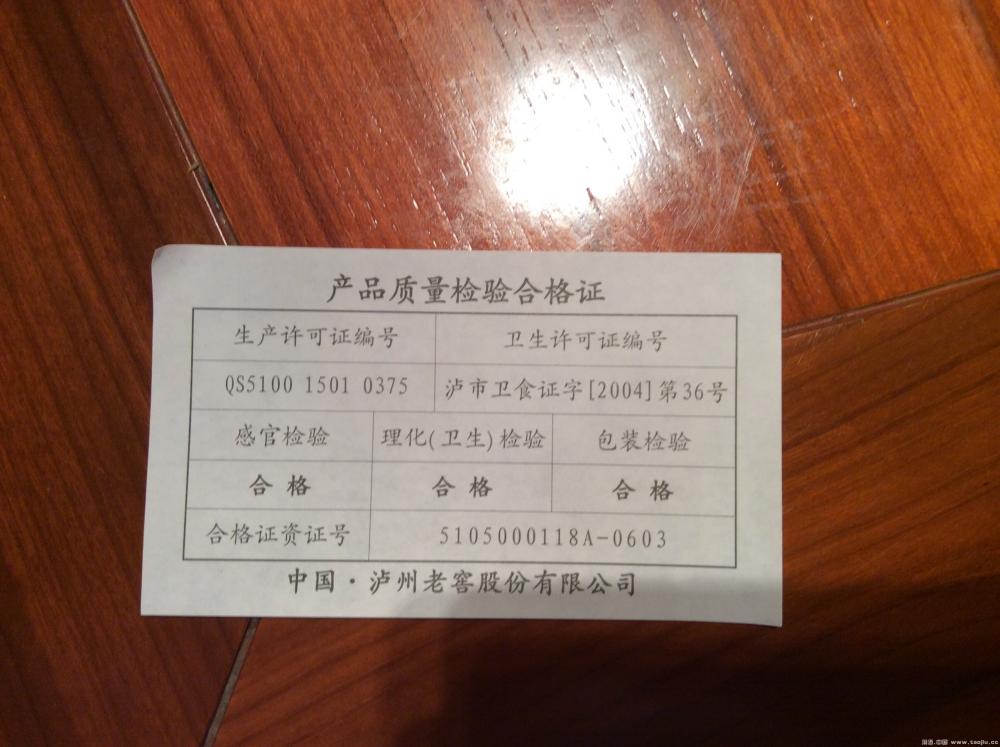 产品质量检验合格证
生产许可证编号 卫生许可证编号
QS5100 1501 0375 泸市卫食证字[2004]第36号
感官检验 理化(卫生)检验 包装检验
合格 合格 合格
合格证资证号 5105000118A-0603
中国·泸州老窖股份有限公司
www.taojiu.cc